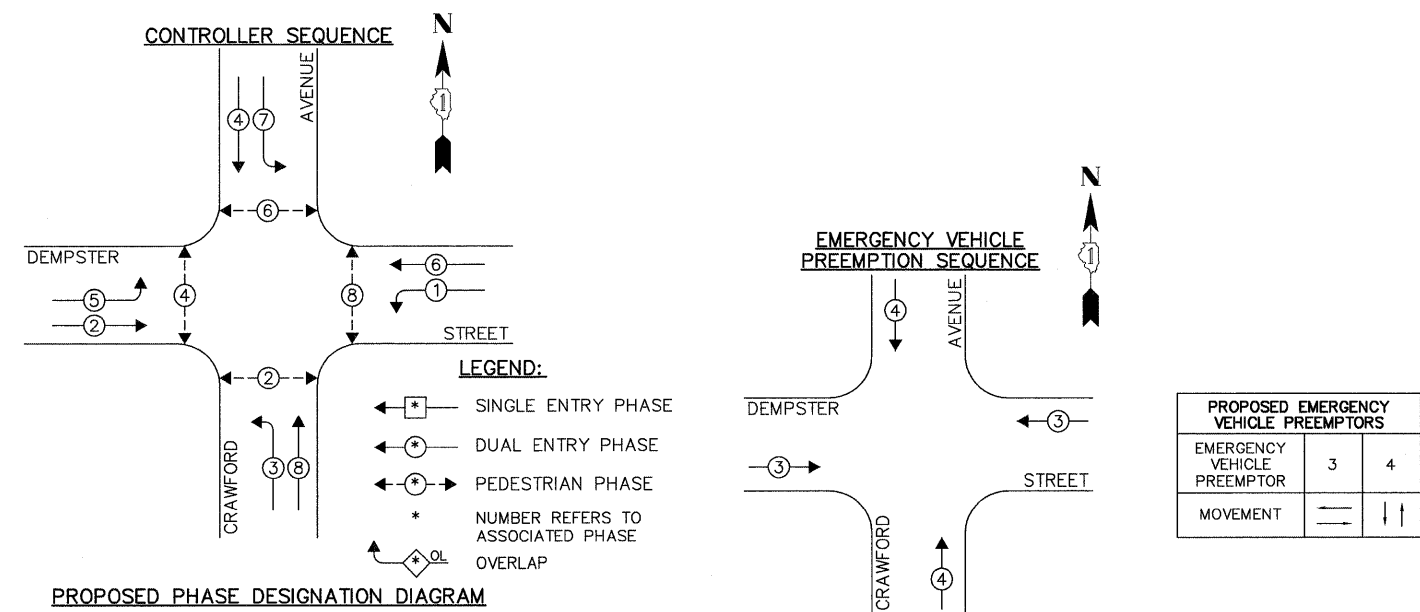 CONTROLLER SEQUENCE
N
1
AVENUE
4 7
6
DEMPSTER
6
5
4
8
1
2
STREET
2
LEGEND:
* SINGLE ENTRY PHASE
* DUAL ENTRY PHASE
* PEDESTRIAN PHASE
* NUMBER REFERS TO
ASSOCIATED PHASE
* OL OVERLAP
CRAWFORD
3 8
PROPOSED PHASE DESIGNATION DIAGRAM
N
1
EMERGENCY VEHICLE
PREEMPTION SEQUENCE
4
AVENUE
DEMPSTER
3
3
STREET
CRAWFORD
4
PROPOSED EMERGENCY
VEHICLE PREEMPTORS
EMERGENCY
VEHICLE
PREEMPTOR
3
4
MOVEMENT